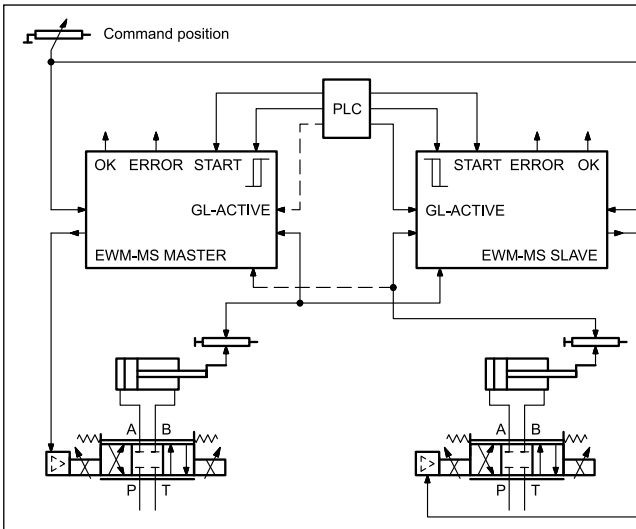 Command position
PLC
OK ERROR START
START ERROR OK
GL-ACTIVE
GL-ACTIVE
EWM-MS MASTER
EWM-MS SLAVE
A B
A B
P T
P T